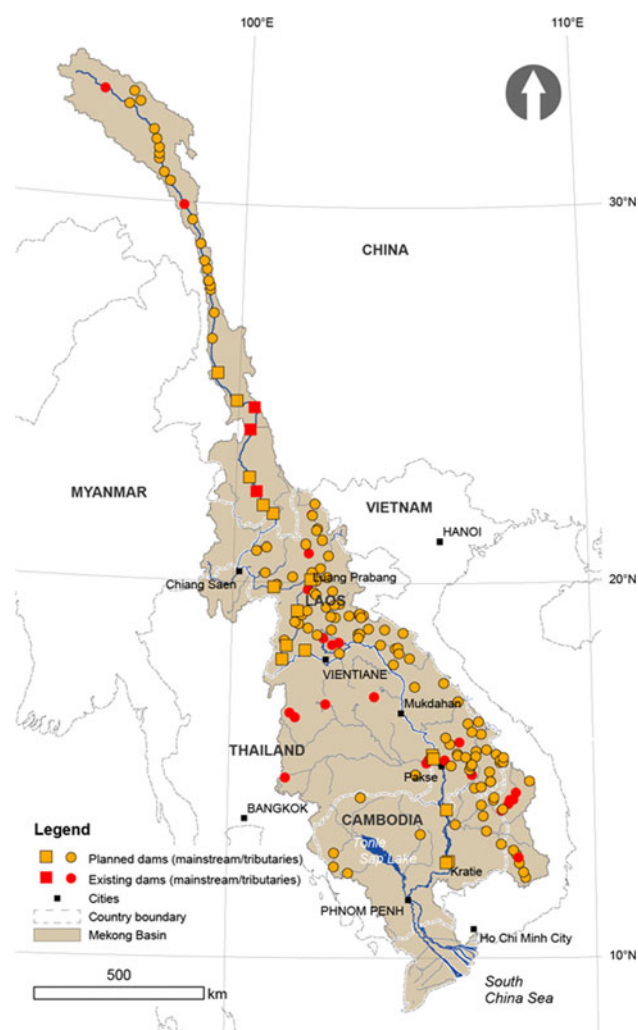 100°E
110°E
30°N
CHINA
MYANMAR
VIETNAM
HANOI
Chiang Saen
Luang Prabang
20°N
LAOS
VIENTIANE
Mukdahan
THAILAND
Pakse
BANGKOK
CAMBODIA
Tonle
Sap Lake
Kratie
PHNOM PENH
Ho Chi Minh City
10°N
South
China Sea
Legend
Planned dams (mainstream/tributaries)
Existing dams (mainstream/tributaries)
Cities
Country boundary
Mekong Basin
500
km